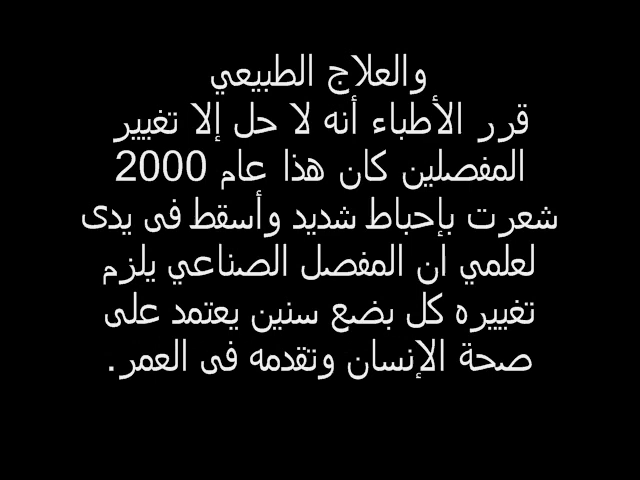 والعلاج الطبيعي
قرر الأطباء أنه لا حل إلا تغيير
المفصلين كان هذا عام 2000
شعرت بإحباط شديد وأسقط فى يدى
لعلمي ان المفصل الصناعي يلزم
تغييره كل بضع سنين يعتمد على
صحة الإنسان وتقدمه فى العمر.